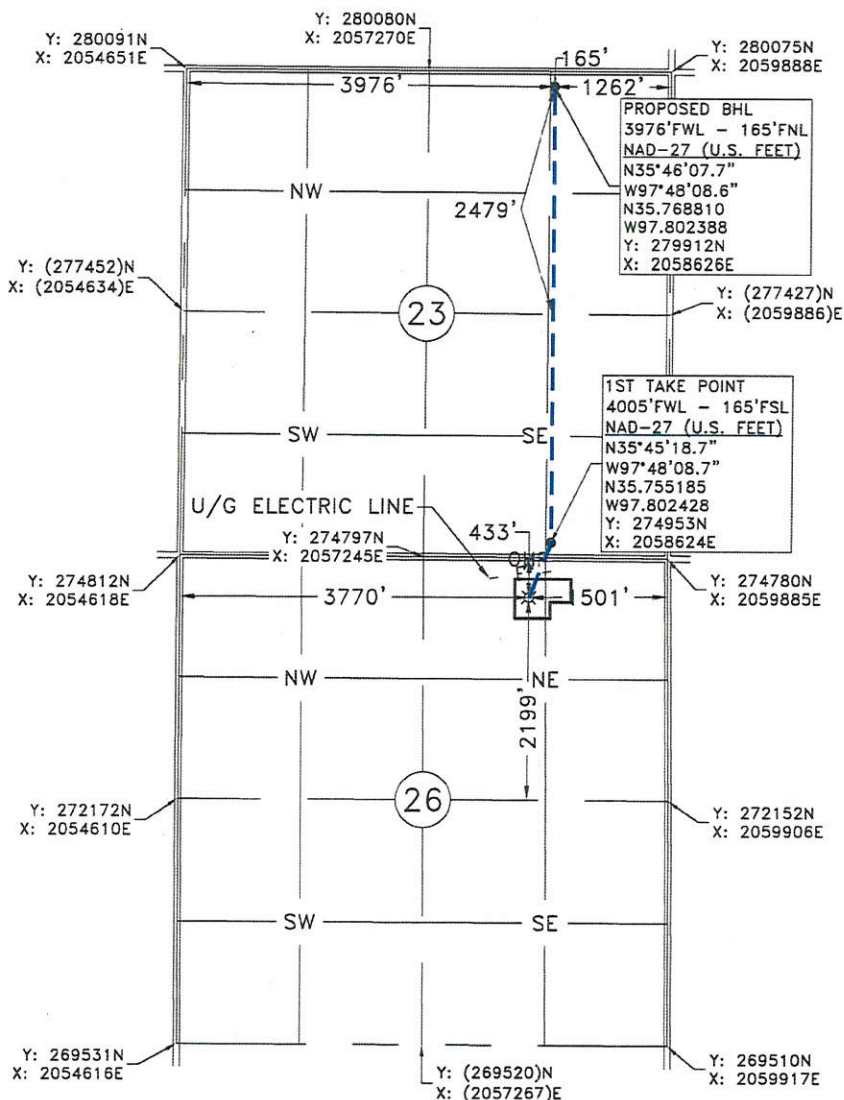 Y: 280080N
X: 2057270E
Y: 280091N
X: 2054651E
Y: 280075N
X: 2059888E
165'
3976'
1262'
PROPOSED BHL
3976'FWL - 165'FNL
NAD-27 (U.S. FEET)
N35°46'07.7"
W97°48'08.6"
N35.768810
W97.802388
Y: 279912N
X: 2058626E
NW
2479'
Y: (277452)N
X: (2054634)E
23
Y: (277427)N
X: (2059886)E
1ST TAKE POINT
4005'FWL - 165'FSL
NAD-27 (U.S. FEET)
N35°45'18.7"
W97°48'08.7"
N35.755185
W97.802428
Y: 274953N
X: 2058624E
SW
SE
U/G ELECTRIC LINE
433'
Y: 274797N
X: 2057245E
Y: 274812N
X: 2054618E
Y: 274780N
X: 2059885E
3770'
1501'
NW
NE
2199'
26
Y: 272172N
X: 2054610E
Y: 272152N
X: 2059906E
SW
SE
Y: 269531N
X: 2054616E
Y: (269520)N
X: (2057267)E
Y: 269510N
X: 2059917E